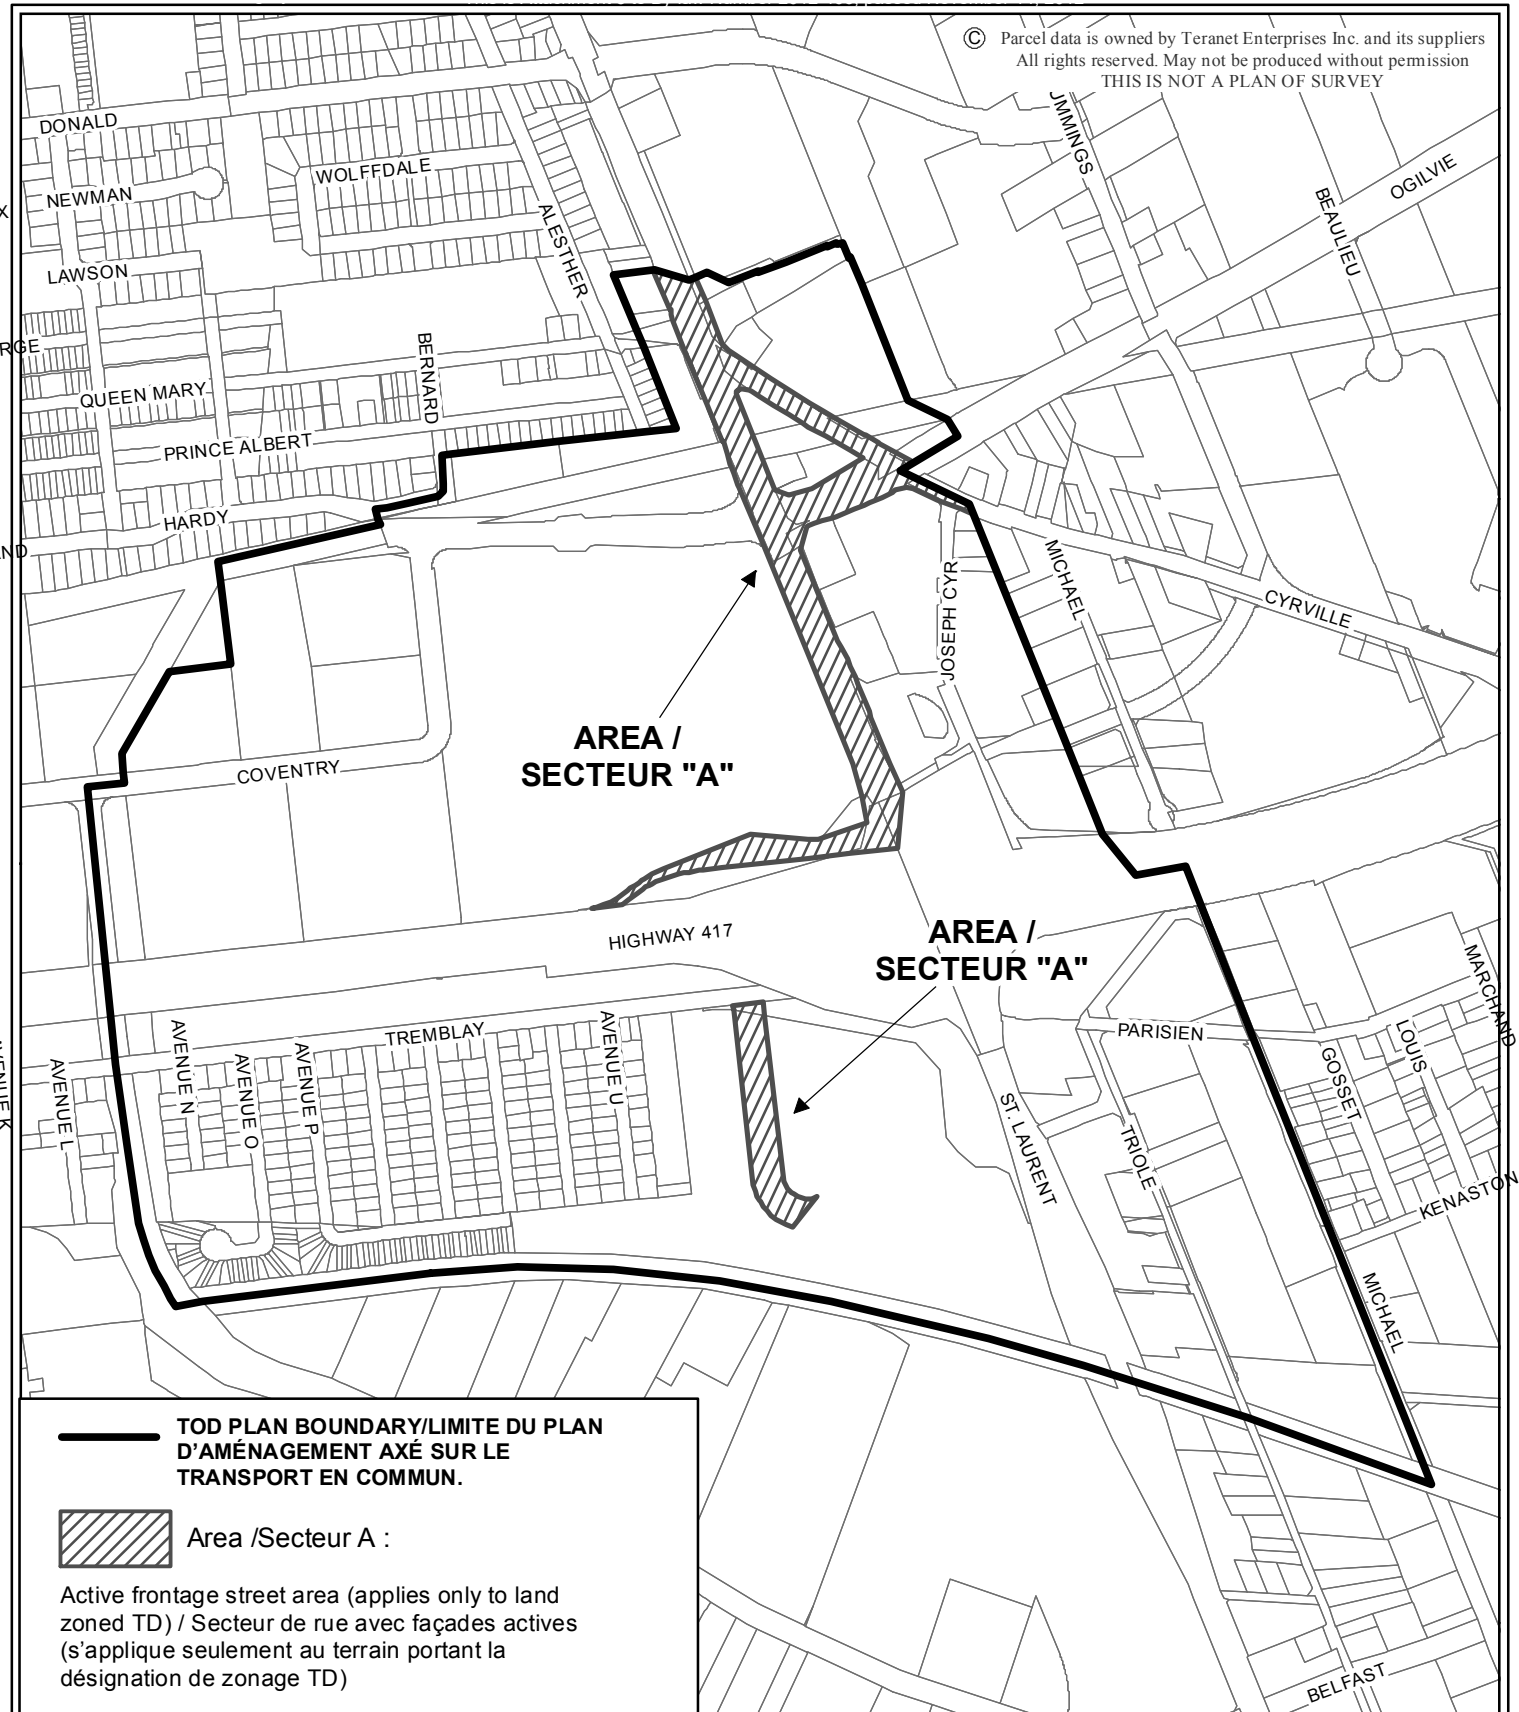 © Parcel data is owned by Teranet Enterprises Inc. and its suppliers
All rights reserved. May not be produced without permission
THIS IS NOT A PLAN OF SURVEY
DONALD
WOLFFDALE
NEWMAN
ALESTHER
LAWSON
BERNARD
QUEEN MARY
PRINCE ALBERT
HARDY
UMMINGS
OGILVIE
BEAULIEU
MICHAEL
JOSEPH CYR
CYRVILLE
AREA /
SECTEUR "A"
COVENTRY
HIGHWAY 417
AREA /
SECTEUR "A"
MARCHAND
TREMBLAY
PARISIEN
AVENUE K
AVENUE L
AVENUE N
AVENUE O
AVENUE P
AVENUE U
LOUIS
GOSSET
ST. LAURENT
TRIOLE
KENASTON
MICHAEL
BELFAST
TOD PLAN BOUNDARY/LIMITE DU PLAN
D'AMÉNAGEMENT AXÉ SUR LE
TRANSPORT EN COMMUN.
Area /Secteur A :
Active frontage street area (applies only to land
zoned TD) / Secteur de rue avec façades actives
(s'applique seulement au terrain portant la
désignation de zonage TD)